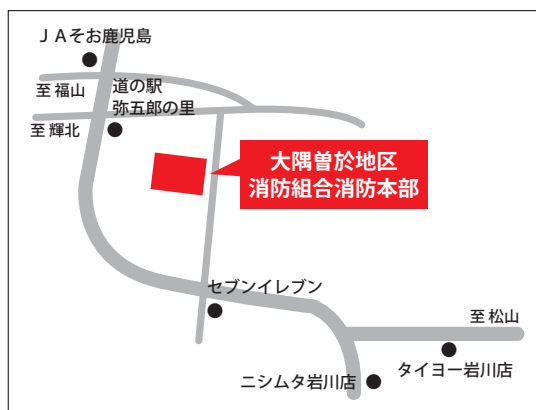 ＪＡそお鹿児島
至 福山
道の駅
弥五郎の里
至 輝北
大隅曽於地区
消防組合消防本部
セブンイレブン
至 松山
タイヨー岩川店
ニシムタ岩川店